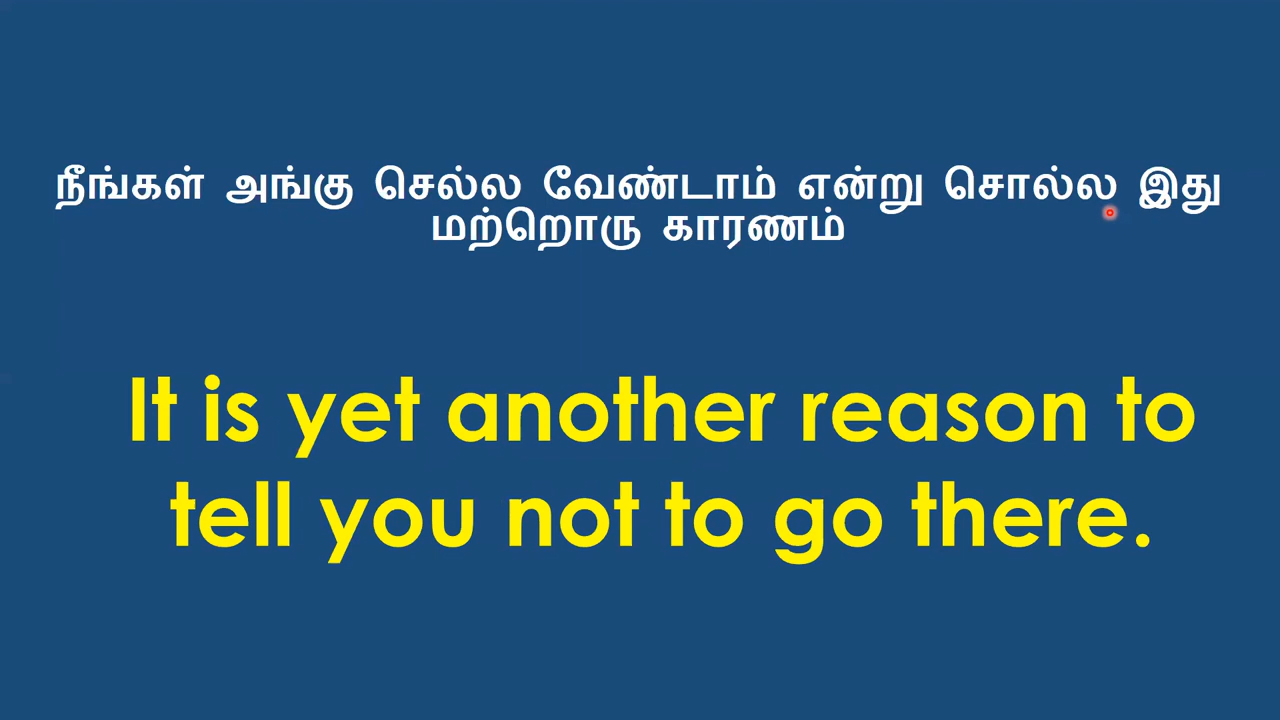 நீங்கள் அங்கு செல்ல வேண்டாம் என்று சொல்ல இது
மற்றொரு காரணம்
It is yet another reason to
tell you not to go there.